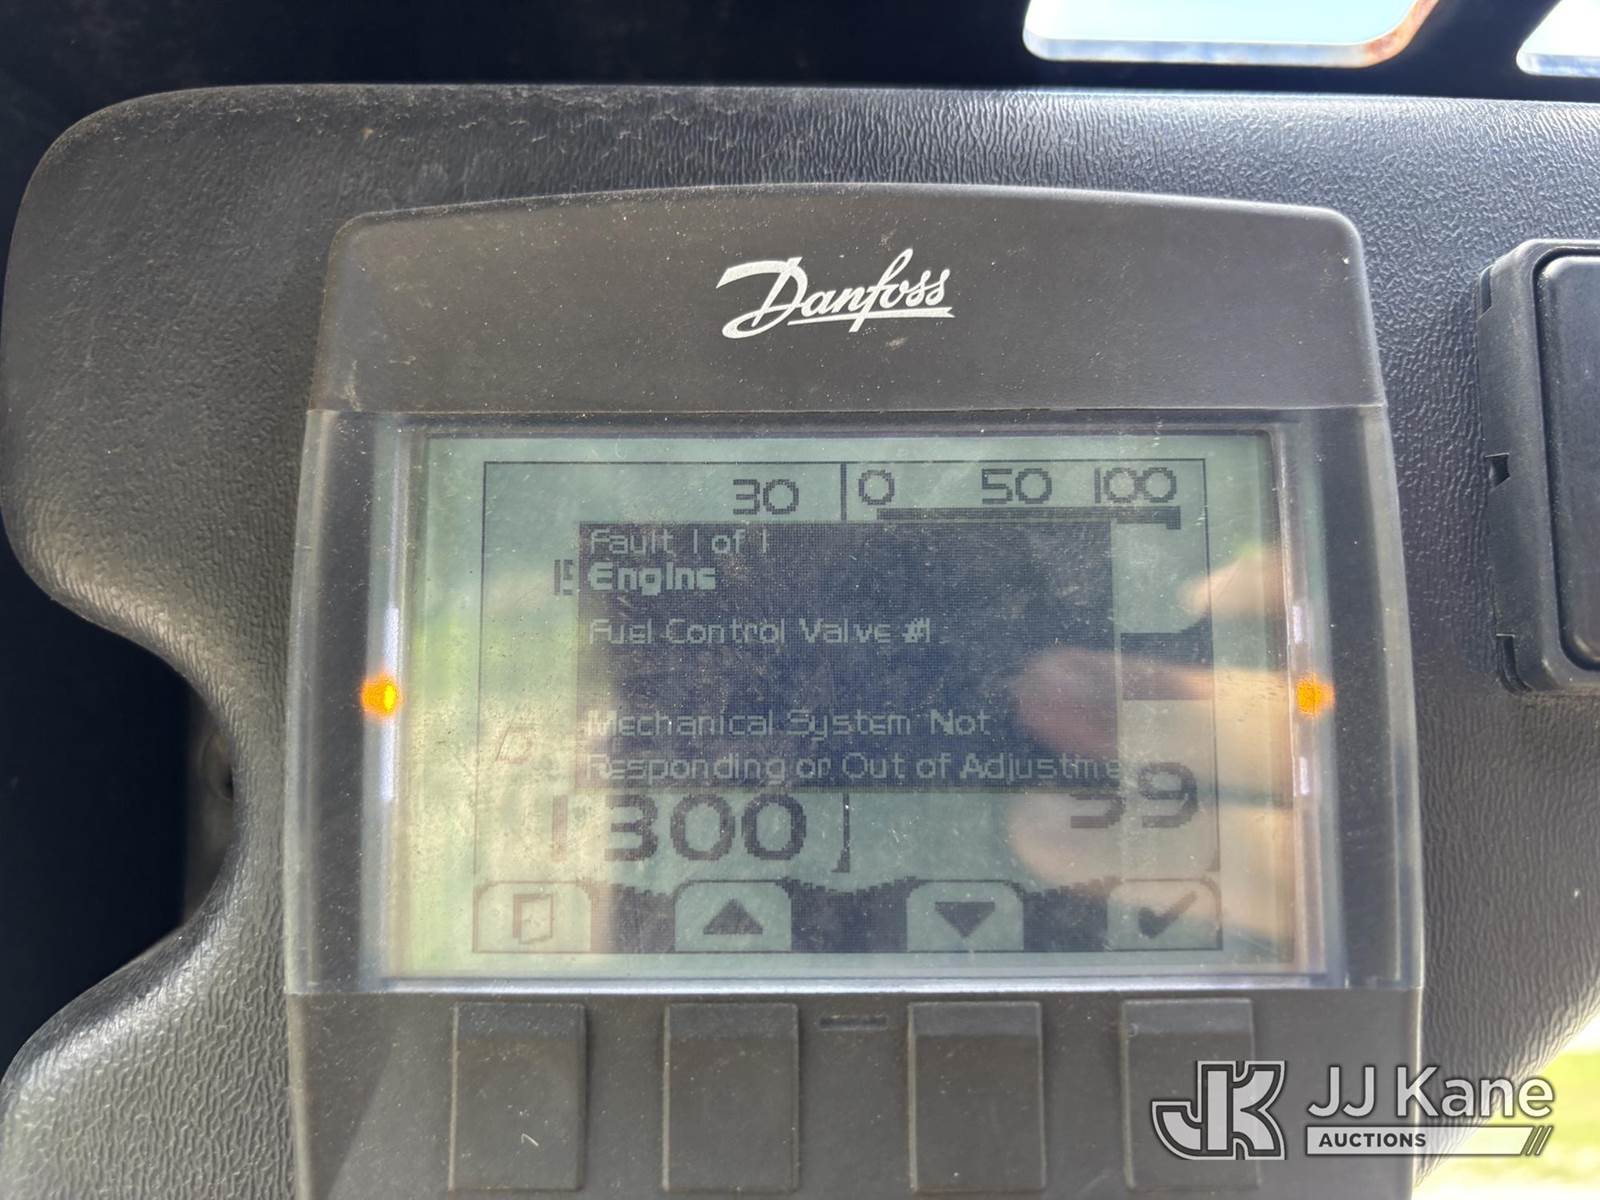 Danfoss
30 0 50 100
Fault 1 of 1
Engine
Fuel Control Valve #1
Mechanical System Not
Responding or Out of Adjustme
1300 39
JJ Kane
AUCTIONS